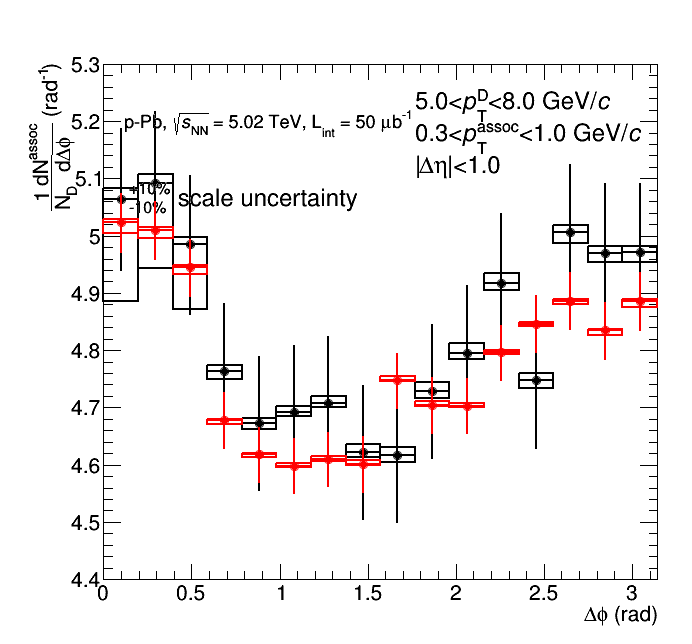 5.3
5.2
5.1
5
4.9
4.8
4.7
4.6
4.5
4.4
1 dN^assoc
N_D dΔϕ (rad^-1)
p-Pb, √s_NN = 5.02 TeV, L_int = 50 μb^-1
5.0<p_T^D<8.0 GeV/c
0.3<p_T^assoc<1.0 GeV/c
|Δη|<1.0
+10%
-10% scale uncertainty
0 0.5 1 1.5 2 2.5 3
Δϕ (rad)